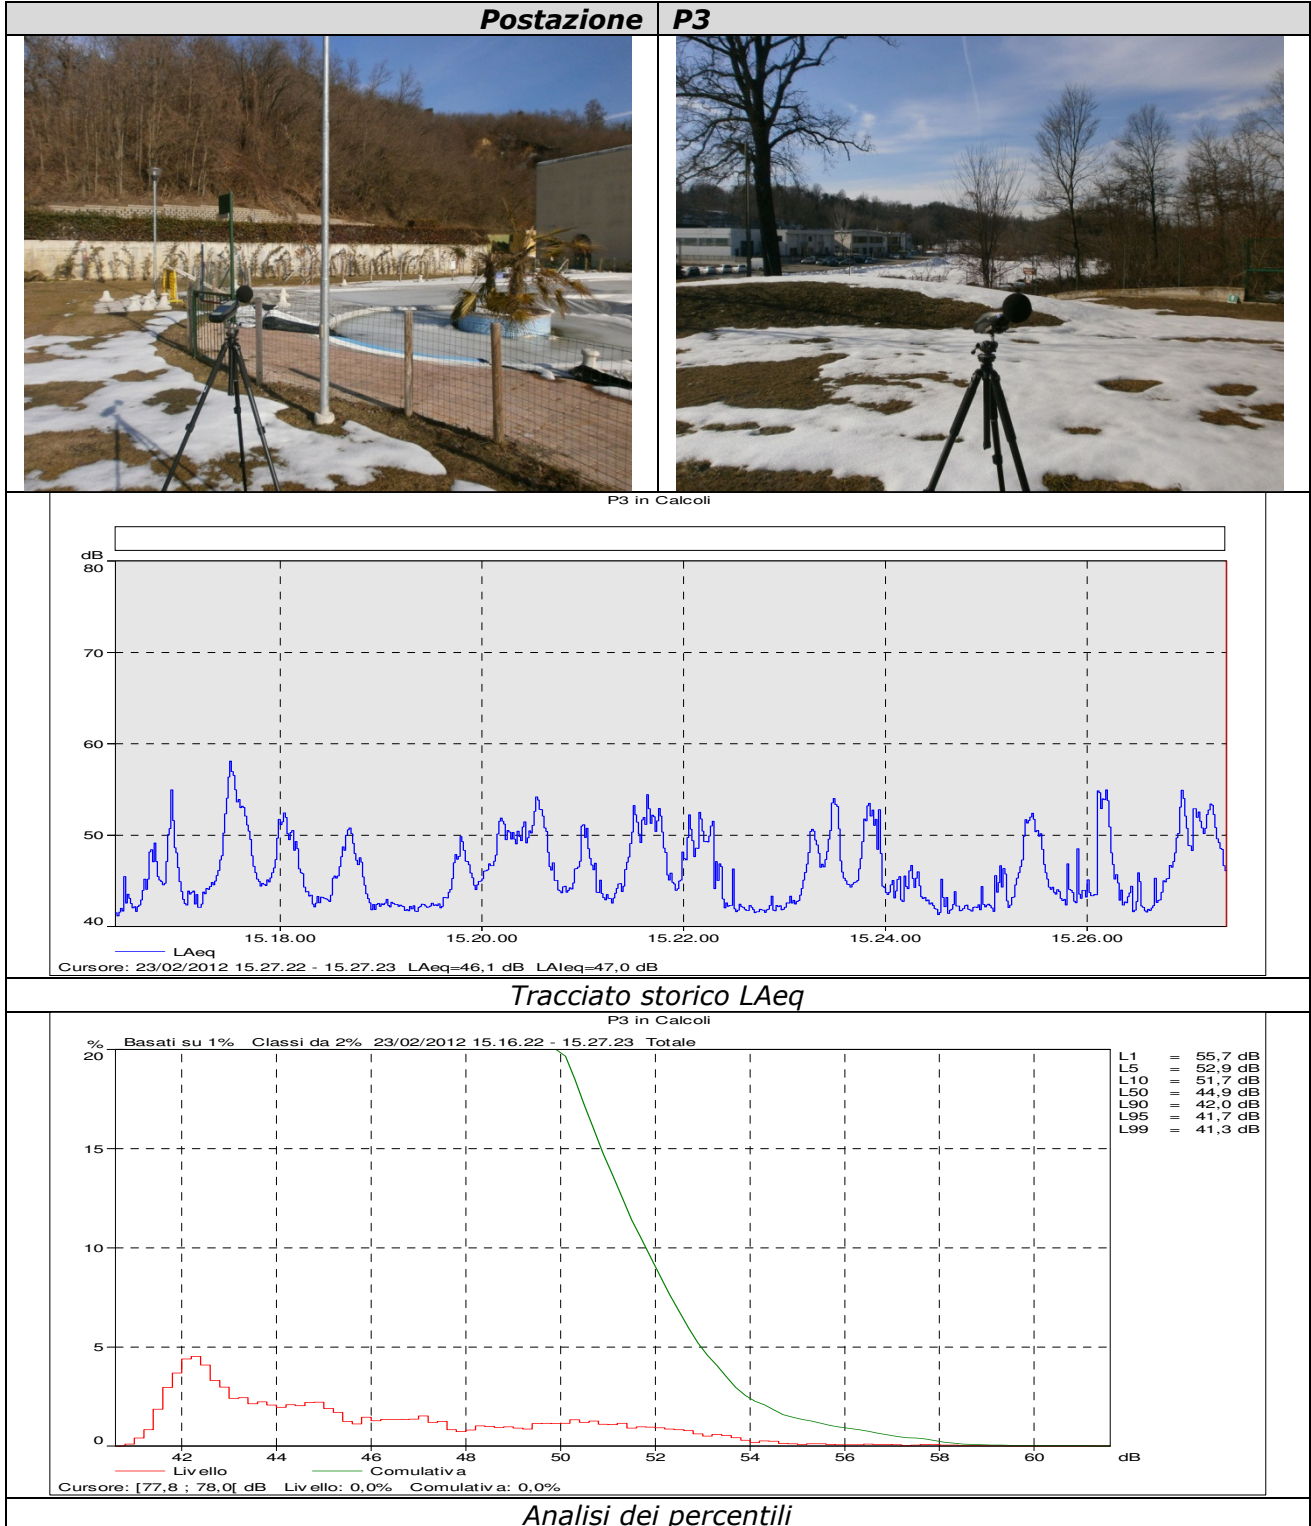 Postazione P3
P3 in Calcoli
dB
80
70
60
50
40
15.18.00 15.20.00 15.22.00 15.24.00 15.26.00
LAeq
Cursore: 23/02/2012 15.27.22 - 15.27.23 LAeq=46,1 dB LAIeq=47,0 dB
Tracciato storico LAeq
P3 in Calcoli
% Basati su 1% Classi da 2% 23/02/2012 15.16.22 - 15.27.23 Totale
20
15
10
5
0
L1 = 55,7 dB
L5 = 52,9 dB
L10 = 51,7 dB
L50 = 44,9 dB
L90 = 42,0 dB
L95 = 41,7 dB
L99 = 41,3 dB
42 44 46 48 50 52 54 56 58 60 dB
Livello Comulativa
Cursore: [77,8 ; 78,0[ dB Livello: 0,0% Comulativa: 0,0%
Analisi dei percentili